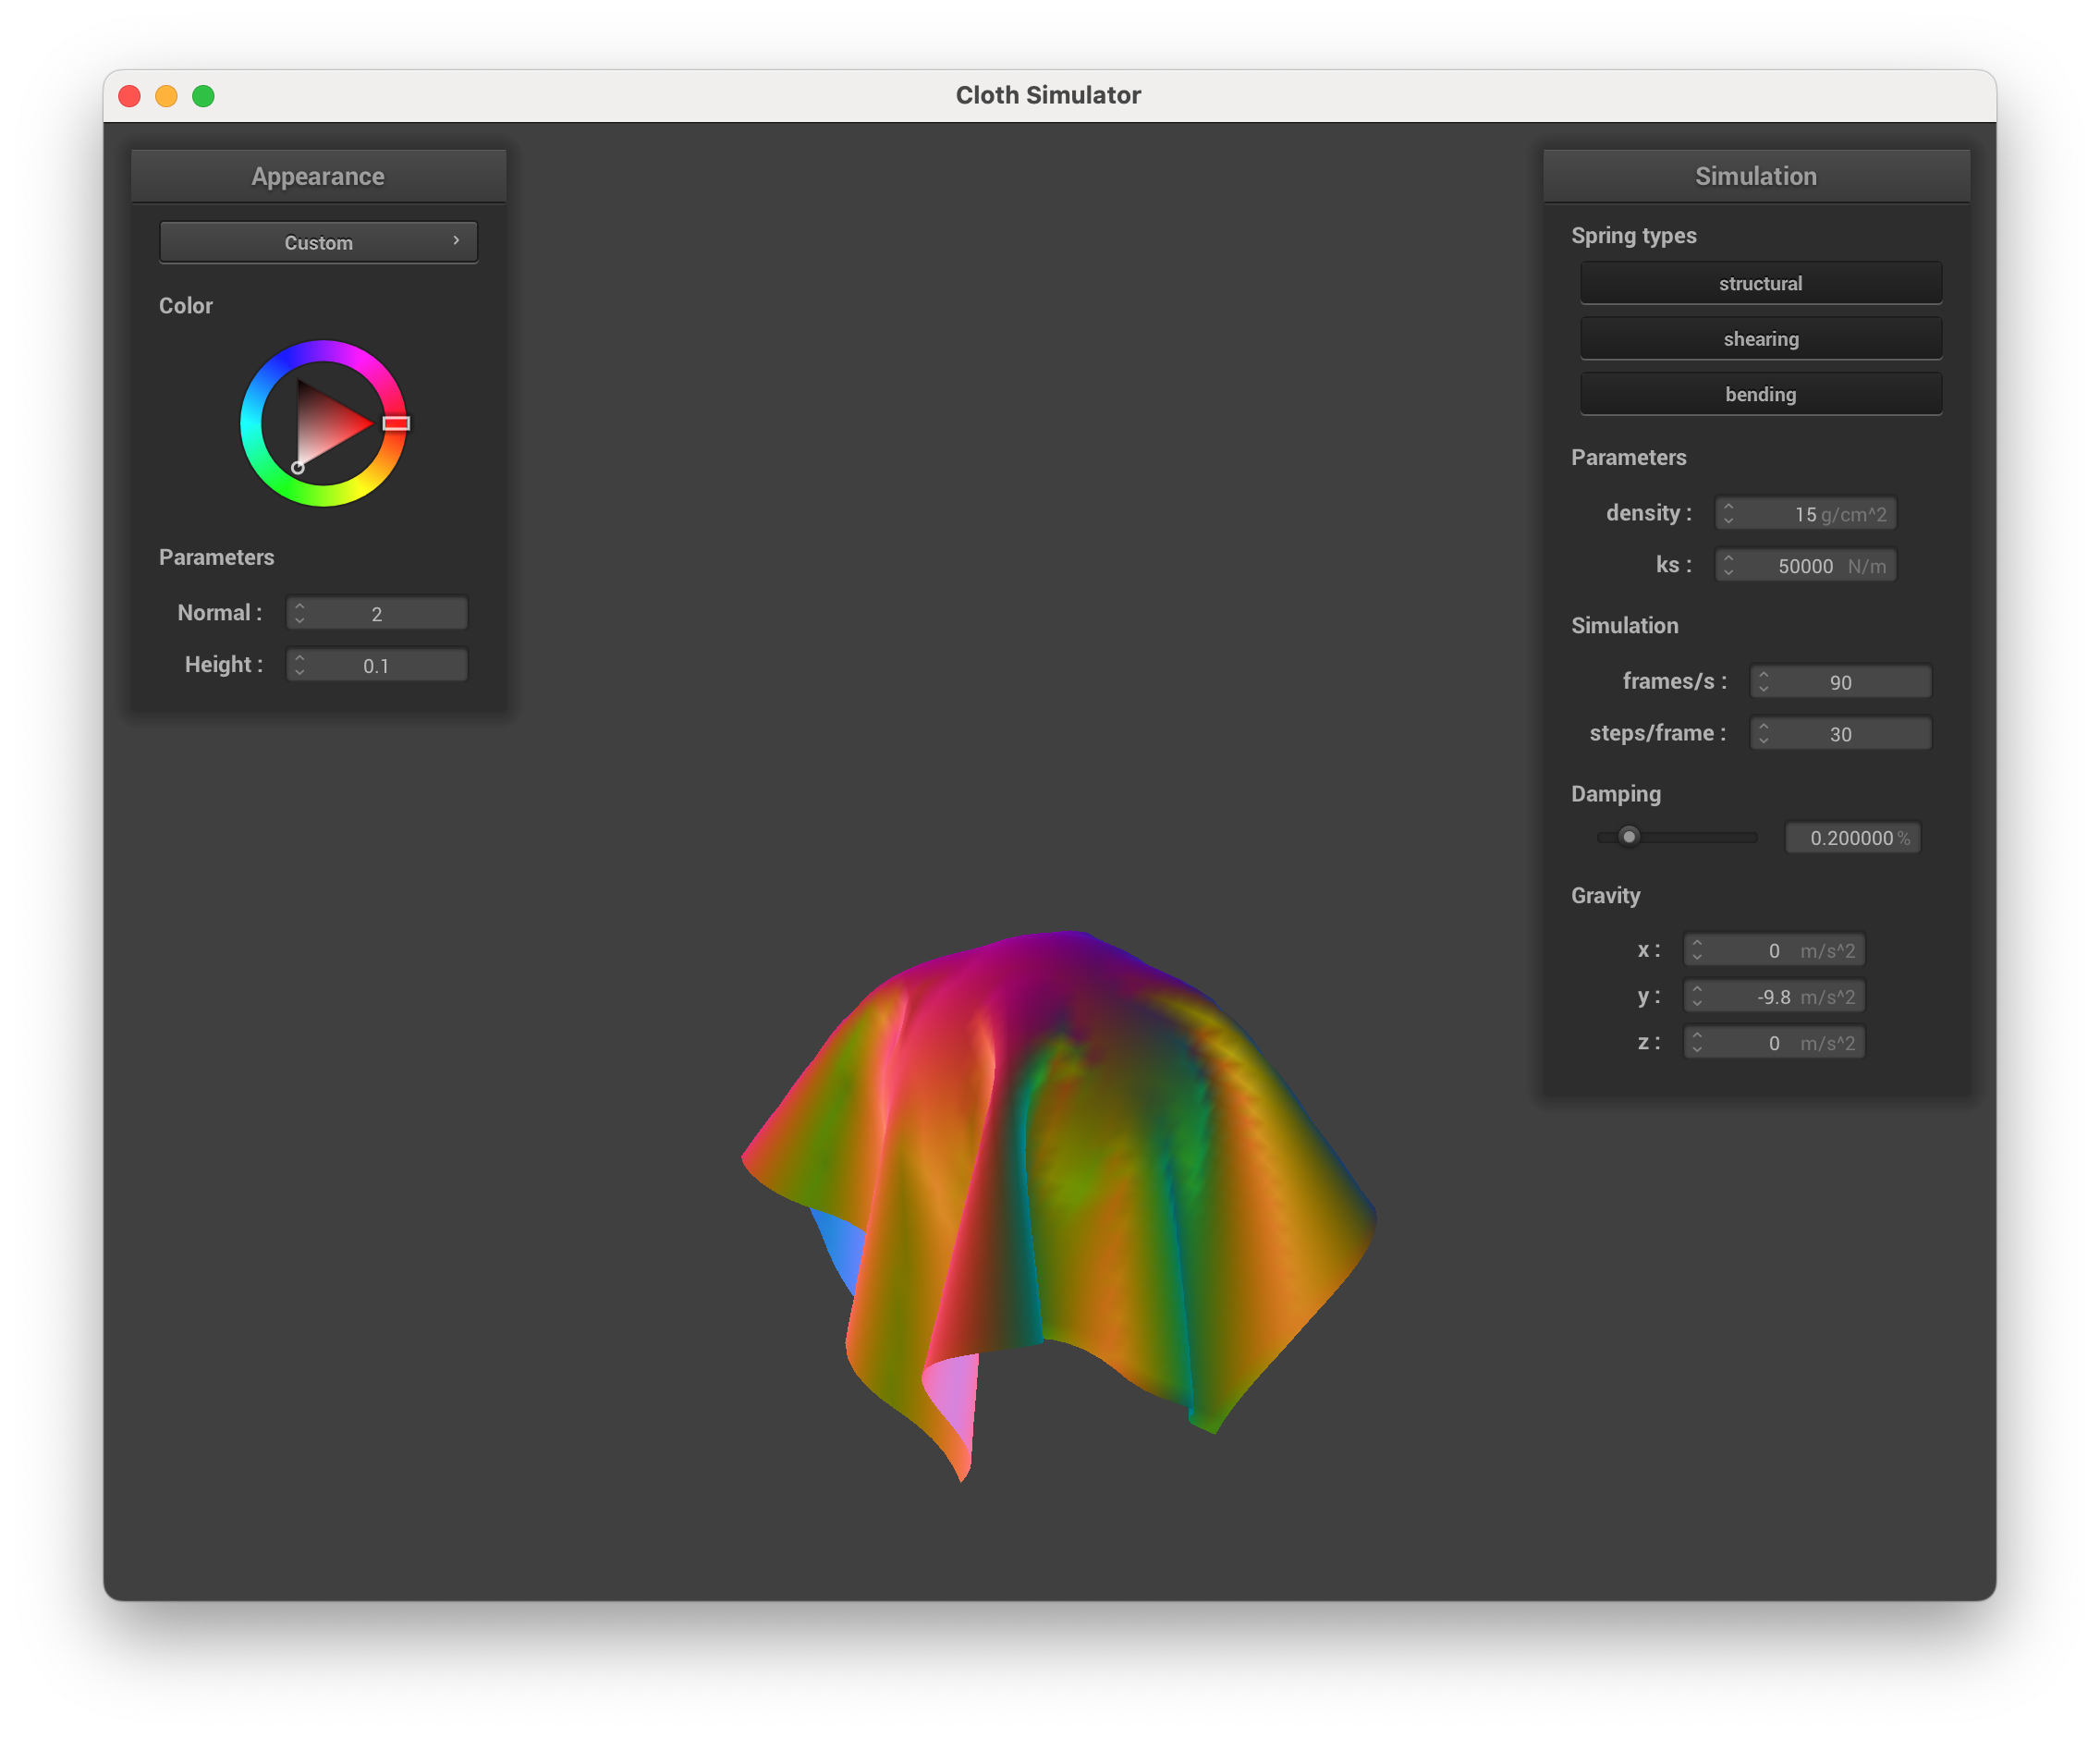 Cloth Simulator
Appearance
Custom
Color
Parameters
Normal : 2
Height : 0.1
Simulation
Spring types
structural
shearing
bending
Parameters
density : 15 g/cm^2
ks : 50000 N/m
Simulation
frames/s : 90
steps/frame : 30
Damping
0.200000 %
Gravity
x : 0 m/s^2
y : -9.8 m/s^2
z : 0 m/s^2